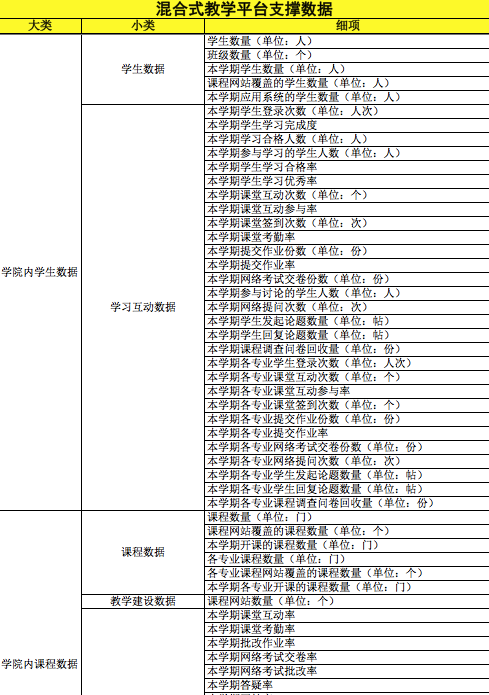 混合式教学平台支撑数据
大类 小类 细项
学院内学生数据
学生数据
学生数量（单位：人）
班级数量（单位：个）
本学期学生数量（单位：人）
课程网站覆盖的学生数量（单位：人）
本学期应用系统的学生数量（单位：人）
学习互动数据
本学期学生登录次数（单位：人次）
本学期学生学习完成度
本学期学习合格人数（单位：人）
本学期参与学习的学生人数（单位：人）
本学期学生学习合格率
本学期学生学习优秀率
本学期课堂互动次数（单位：个）
本学期课堂互动参与率
本学期课堂签到次数（单位：次）
本学期课堂考勤率
本学期提交作业份数（单位：份）
本学期提交作业率
本学期网络考试交卷份数（单位：份）
本学期参与讨论的学生人数（单位：人）
本学期网络提问次数（单位：次）
本学期学生发起论题数量（单位：帖）
本学期学生回复论题数量（单位：帖）
本学期课程调查问卷回收量（单位：份）
本学期各专业学生登录次数（单位：人次）
本学期各专业课堂互动次数（单位：个）
本学期各专业课堂互动参与率
本学期各专业课堂签到次数（单位：个）
本学期各专业提交作业份数（单位：份）
本学期各专业提交作业率
本学期各专业网络考试交卷份数（单位：份）
本学期各专业网络提问次数（单位：次）
本学期各专业学生发起论题数量（单位：帖）
本学期各专业学生回复论题数量（单位：帖）
本学期各专业课程调查问卷回收量（单位：份）
学院内课程数据
课程数据
课程数量（单位：门）
课程网站覆盖的课程数量（单位：个）
本学期开课的课程数量（单位：门）
各专业课程数量（单位：门）
各专业课程网站覆盖的课程数量（单位：个）
本学期各专业开课的课程数量（单位：门）
教学建设数据
课程网站数量（单位：个）
本学期课堂互动率
本学期课堂考勤率
本学期批改作业率
本学期网络考试交卷率
本学期网络考试批改率
本学期答疑率